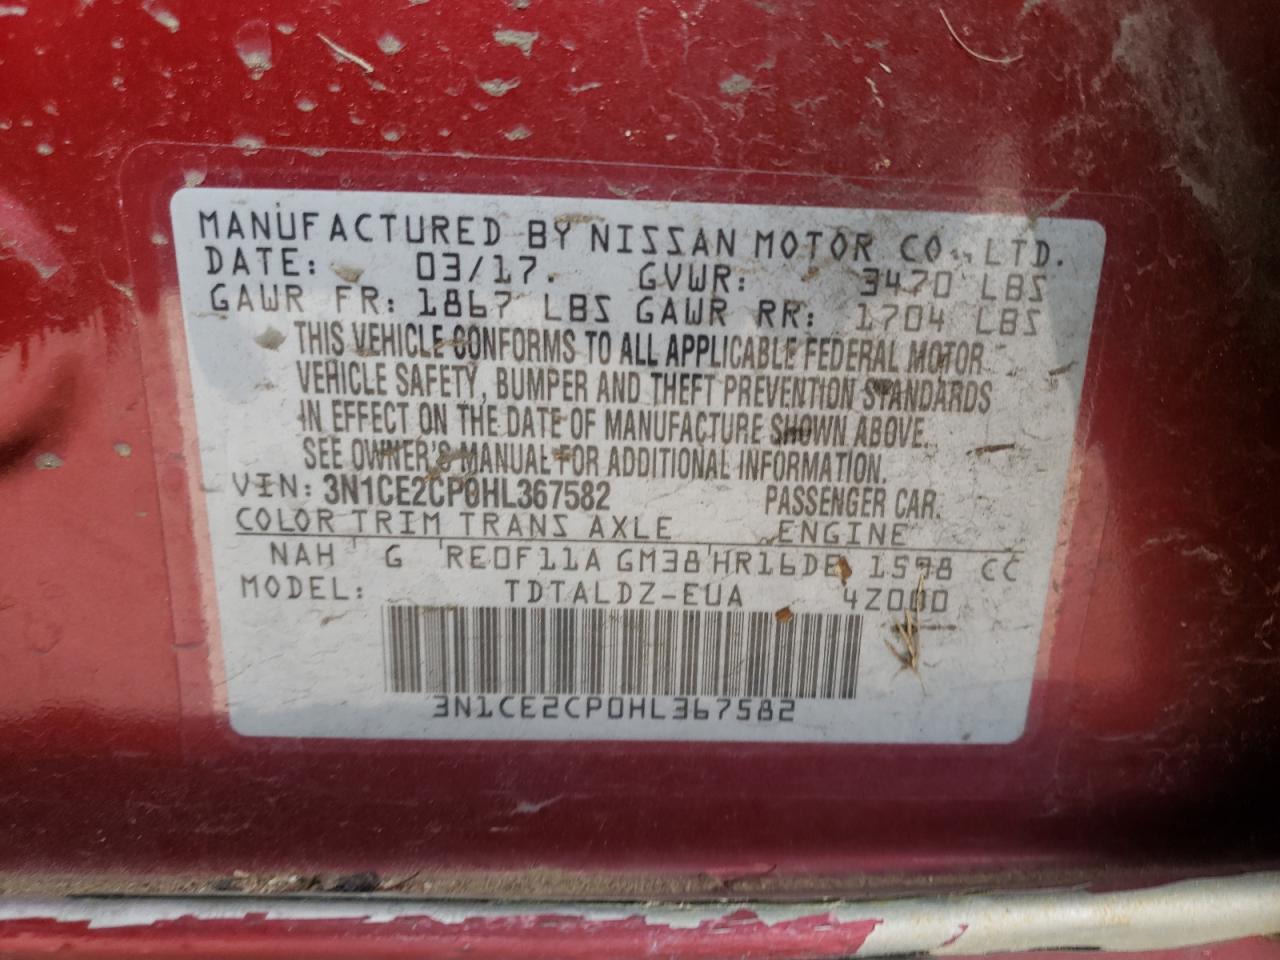 MANUFACTURED BY NISSAN MOTOR CO., LTD.
DATE: 03/17. GVWR: 3470 LBS
GAWR FR: 1867 LBS GAWR RR: 1704 LBS
THIS VEHICLE CONFORMS TO ALL APPLICABLE FEDERAL MOTOR
VEHICLE SAFETY, BUMPER AND THEFT PREVENTION STANDARDS
IN EFFECT ON THE DATE OF MANUFACTURE SHOWN ABOVE.
SEE OWNER'S MANUAL FOR ADDITIONAL INFORMATION.
VIN: 3N1CE2CP0HL367582 PASSENGER CAR.
COLOR TRIM TRANS AXLE ENGINE
NAH G RE0F11A GM38 HR16DE 1598 CC
MODEL: TDTALDZ-EUA 4Z000
3N1CE2CP0HL367582